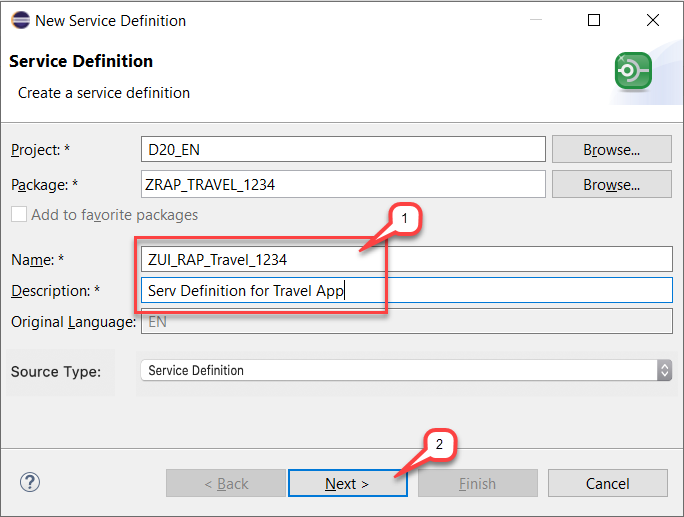 New Service Definition
Service Definition
Create a service definition
Project: * D20_EN Browse...
Package: * ZRAP_TRAVEL_1234 Browse...
Add to favorite packages
1
Name: * ZUI_RAP_Travel_1234
Description: * Serv Definition for Travel App
Original Language: EN
Source Type: Service Definition
2
? < Back Next > Finish Cancel